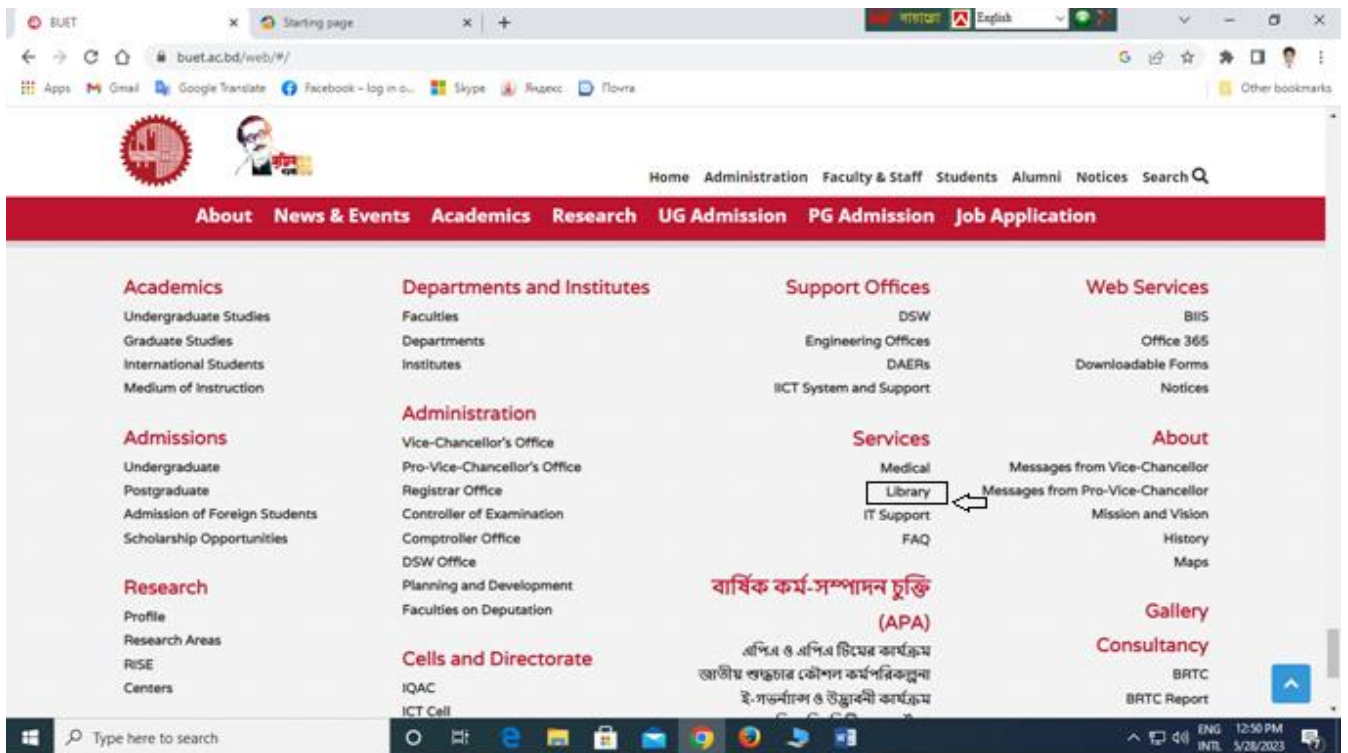 BUET
Starting page
English
buet.ac.bd/web/#/
Apps Gmail Google Translate Facebook – log in o... Skype Яндекс Почта Other bookmarks
Home Administration Faculty & Staff Students Alumni Notices Search
About News & Events Academics Research UG Admission PG Admission Job Application
Academics
Undergraduate Studies
Graduate Studies
International Students
Medium of Instruction
Admissions
Undergraduate
Postgraduate
Admission of Foreign Students
Scholarship Opportunities
Research
Profile
Research Areas
RISE
Centers
Departments and Institutes
Faculties
Departments
Institutes
Administration
Vice-Chancellor's Office
Pro-Vice-Chancellor's Office
Registrar Office
Controller of Examination
Comptroller Office
DSW Office
Planning and Development
Faculties on Deputation
Cells and Directorate
IQAC
ICT Cell
Support Offices
DSW
Engineering Offices
DAERs
IICT System and Support
Services
Medical
Library
IT Support
FAQ
বার্ষিক কর্ম-সম্পাদন চুক্তি
(APA)
এপিএ ও এপিএ টিমের কার্যক্রম
জাতীয় শুদ্ধচার কৌশল কর্মপরিকল্পনা
ই-গভর্ন্যান্স ও উদ্ভাবনী কার্যক্রম
Web Services
BIIS
Office 365
Downloadable Forms
Notices
About
Messages from Vice-Chancellor
Messages from Pro-Vice-Chancellor
Mission and Vision
History
Maps
Gallery
Consultancy
BRTC
BRTC Report
Type here to search
ENG
INTL
12:50 PM
5/28/2023